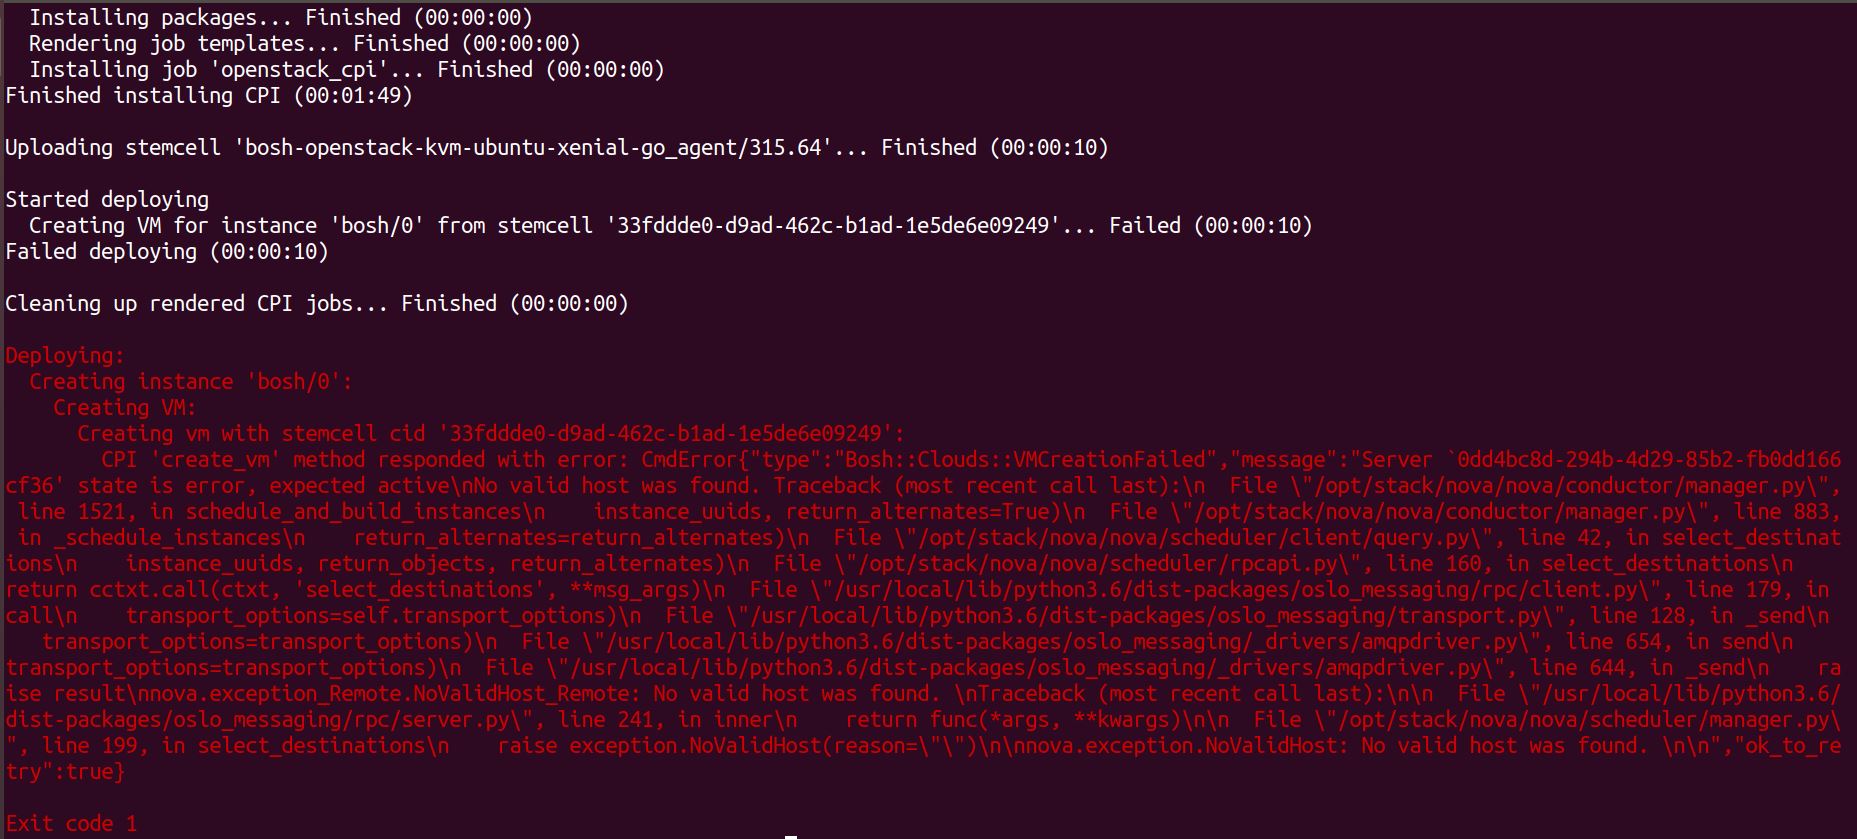 Installing packages... Finished (00:00:00)
Rendering job templates... Finished (00:00:00)
Installing job 'openstack_cpi'... Finished (00:00:00)
Finished installing CPI (00:01:49)
Uploading stemcell 'bosh-openstack-kvm-ubuntu-xenial-go_agent/315.64'... Finished (00:00:10)
Started deploying
Creating VM for instance 'bosh/0' from stemcell '33fddde0-d9ad-462c-b1ad-1e5de6e09249'... Failed (00:00:10)
Failed deploying (00:00:10)
Cleaning up rendered CPI jobs... Finished (00:00:00)
Deploying:
Creating instance 'bosh/0':
Creating VM:
Creating vm with stemcell cid '33fddde0-d9ad-462c-b1ad-1e5de6e09249':
CPI 'create_vm' method responded with error: CmdError{"type":"Bosh::Clouds::VMCreationFailed","message":"Server `0dd4bc8d-294b-4d29-85b2-fb0dd166
cf36' state is error, expected active\nNo valid host was found. Traceback (most recent call last):\n  File \"/opt/stack/nova/nova/conductor/manager.py\",
line 1521, in schedule_and_build_instances\n    instance_uuids, return_alternates=True)\n  File \"/opt/stack/nova/nova/conductor/manager.py\", line 883,
in _schedule_instances\n    return_alternates=return_alternates)\n  File \"/opt/stack/nova/nova/scheduler/client/query.py\", line 42, in select_destinat
ions\n    instance_uuids, return_objects, return_alternates)\n  File \"/opt/stack/nova/nova/scheduler/rpcapi.py\", line 160, in select_destinations\n
return cctxt.call(ctxt, 'select_destinations', **msg_args)\n  File \"/usr/local/lib/python3.6/dist-packages/oslo_messaging/rpc/client.py\", line 179, in
call\n    transport_options=self.transport_options)\n  File \"/usr/local/lib/python3.6/dist-packages/oslo_messaging/transport.py\", line 128, in _send\n
transport_options=transport_options)\n  File \"/usr/local/lib/python3.6/dist-packages/oslo_messaging/_drivers/amqpdriver.py\", line 654, in send\n
transport_options=transport_options)\n  File \"/usr/local/lib/python3.6/dist-packages/oslo_messaging/_drivers/amqpdriver.py\", line 644, in _send\n    ra
ise result\nnova.exception_Remote.NoValidHost_Remote: No valid host was found. \nTraceback (most recent call last):\n\n  File \"/usr/local/lib/python3.6/
dist-packages/oslo_messaging/rpc/server.py\", line 241, in inner\n    return func(*args, **kwargs)\n\n  File \"/opt/stack/nova/nova/scheduler/manager.py\
", line 199, in select_destinations\n    raise exception.NoValidHost(reason=\"\")\n\nnova.exception.NoValidHost: No valid host was found. \n\n","ok_to_re
try":true}
Exit code 1